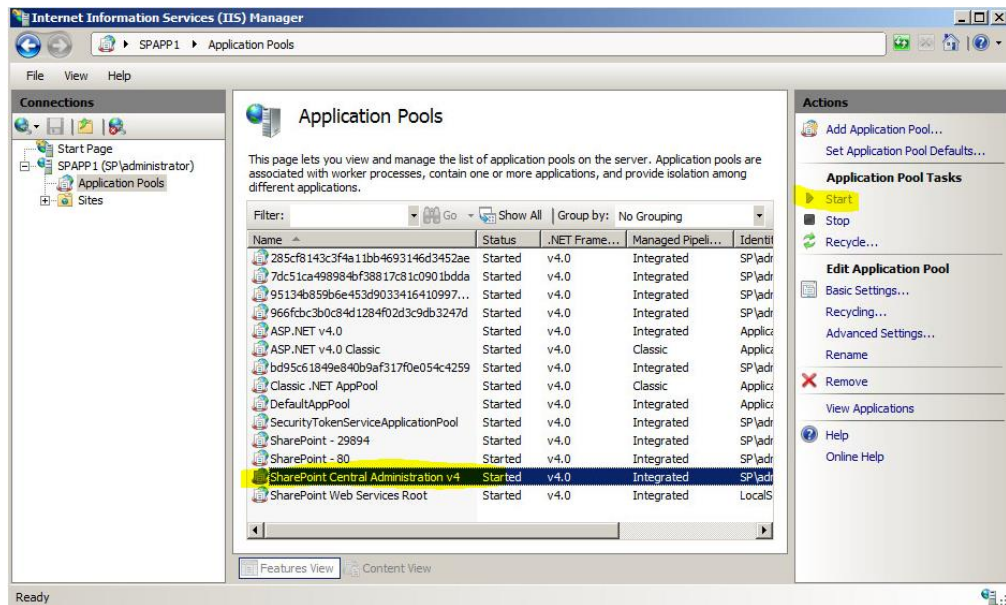 Internet Information Services (IIS) Manager
SPAPP1 Application Pools
File View Help
Connections
Start Page
SPAPP1 (SP\administrator)
Application Pools
Sites
Application Pools
This page lets you view and manage the list of application pools on the server. Application pools are
associated with worker processes, contain one or more applications, and provide isolation among
different applications.
Filter: Go Show All Group by: No Grouping
Name Status .NET Frame... Managed Pipeli... Identit
285cf8143c3f4a11bb4693146d3452ae Started v4.0 Integrated SP\adr
7dc51ca498984bf38817c81c0901bdda Started v4.0 Integrated SP\adr
95134b859b6e453d9033416410997... Started v4.0 Integrated SP\adr
966fcbc3b0c84d1284f02d3c9db3247d Started v4.0 Integrated SP\adr
ASP.NET v4.0 Started v4.0 Integrated Applica
ASP.NET v4.0 Classic Started v4.0 Classic Applica
bd95c61849e840b9af317f0e054c4259 Started v4.0 Integrated SP\adr
Classic .NET AppPool Started v4.0 Classic Applica
DefaultAppPool Started v4.0 Integrated Applica
SecurityTokenServiceApplicationPool Started v4.0 Integrated SP\adr
SharePoint - 29894 Started v4.0 Integrated SP\adr
SharePoint - 80 Started v4.0 Integrated SP\adr
SharePoint Central Administration v4 Started v4.0 Integrated SP\adr
SharePoint Web Services Root Started v4.0 Integrated LocalS
Features View Content View
Actions
Add Application Pool...
Set Application Pool Defaults...
Application Pool Tasks
Start
Stop
Recycle...
Edit Application Pool
Basic Settings...
Recycling...
Advanced Settings...
Rename
Remove
View Applications
Help
Online Help
Ready